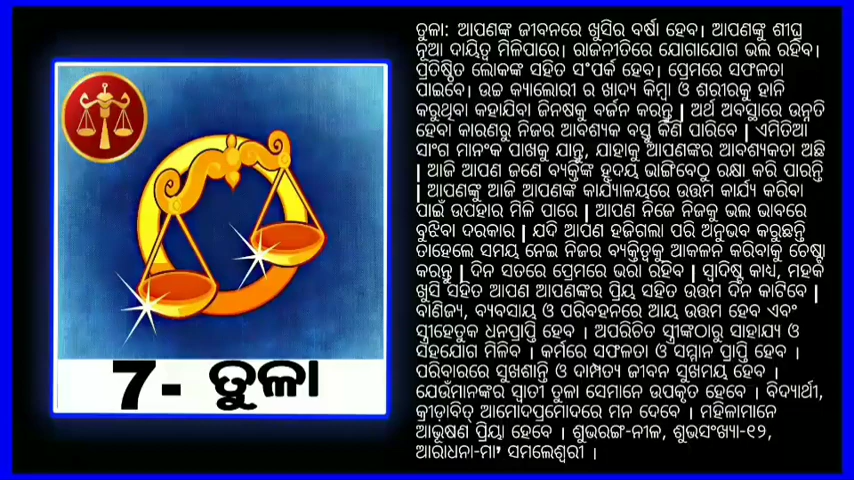 ତୁଳା: ଆପଣଙ୍କ ଜୀବନରେ ଖୁସିର ବର୍ଷା ହେବ। ଆପଣଙ୍କୁ ଶୀଘ୍ର
ନୂଆ ଦାୟିତ୍ୱ ମିଳିପାରେ। ରାଜନୀତିରେ ଯୋଗାଯୋଗ ଭଲ ରହିବ।
ପ୍ରତିଷ୍ଠିତ ଲୋକଙ୍କ ସହିତ ସଂପର୍କ ହେବ। ପ୍ରେମରେ ସଫଳତା
ପାଇବେ। ଉଚ୍ଚ କ୍ୟାଲୋରୀ ର ଖାଦ୍ୟ କିମ୍ବା ଓ ଶରୀରକୁ ହାନି
କରୁଥିବା କହାଯିବା ଜିନଷକୁ ବର୍ଜନ କରନ୍ତୁ | ଅର୍ଥ ଅବସ୍ଥାରେ ଉନ୍ନତି
ହେବା କାରଣରୁ ନିଜର ଆବଶ୍ୟକ ବସ୍ତୁ କିଣି ପାରିବେ | ଏମିତିଆ
ସାଂଗ ମାନଂକ ପାଖକୁ ଯାନ୍ତୁ, ଯାହାକୁ ଆପଣଙ୍କର ଆବଶ୍ୟକତା ଅଛି
| ଆଜି ଆପଣ ଜଣେ ବ୍ୟକ୍ତିଙ୍କ ହୃଦୟ ଭାଙ୍ଗିବେଠୁ ରକ୍ଷା କରି ପାରନ୍ତି
| ଆପଣଙ୍କୁ ଆଜି ଆପଣଙ୍କ କାର୍ଯ୍ୟାଳୟରେ ଉତ୍ତମ କାର୍ଯ୍ୟ କରିବା
ପାଇଁ ଉପହାର ମିଳି ପାରେ | ଆପଣ ନିଜେ ନିଜକୁ ଭଲ ଭାବରେ
ବୁଝିବା ଦରକାର | ଯଦି ଆପଣ ହଜିଗଲା ପରି ଅନୁଭବ କରୁଛନ୍ତି
ତାହେଲେ ସମୟ ନେଇ ନିଜର ବ୍ୟକ୍ତିତ୍ୱକୁ ଆକଳନ କରିବାକୁ ଚେଷ୍ଟା
କରନ୍ତୁ | ଦିନ ସତରେ ପ୍ରେମରେ ଭରା ରହିବ | ସ୍ୱାଦିଷ୍ଟ କାଧ୍ୟ, ମହକ
ଖୁସି ସହିତ ଆପଣ ଆପଣଙ୍କର ପ୍ରିୟ ସହିତ ଉତ୍ତମ ଦିନ କାଟିବେ |
ବାଣିଜ୍ୟ, ବ୍ୟବସାୟ ଓ ପରିବହନରେ ଆୟ ଉତ୍ତମ ହେବ ଏବଂ
ସ୍ତ୍ରୀହେତୁକ ଧନପ୍ରାପ୍ତି ହେବ । ଅପରିଚିତ ସ୍ତ୍ରୀଙ୍କଠାରୁ ସାହାଯ୍ୟ ଓ
ସହଯୋଗ ମିଳିବ । କର୍ମରେ ସଫଳତା ଓ ସମ୍ମାନ ପ୍ରାପ୍ତି ହେବ ।
ପରିବାରରେ ସୁଖଶାନ୍ତି ଓ ଦାମ୍ପତ୍ୟ ଜୀବନ ସୁଖମୟ ହେବ ।
ଯେଉଁମାନଙ୍କର ସ୍ୱାତୀ ତୁଳା ସେମାନେ ଉପକୃତ ହେବେ । ବିଦ୍ୟାର୍ଥୀ,
କ୍ରୀଡ଼ାବିତ୍ ଆମୋଦପ୍ରମୋଦରେ ମନ ଦେବେ । ମହିଳାମାନେ
ଆଭୂଷଣ ପ୍ରିୟା ହେବେ । ଶୁଭରଙ୍ଗ-ନୀଳ, ଶୁଭସଂଖ୍ୟା-୧୨,
ଆରାଧନା-ମା' ସମଲେଶ୍ୱରୀ ।
7- ତୁଳା